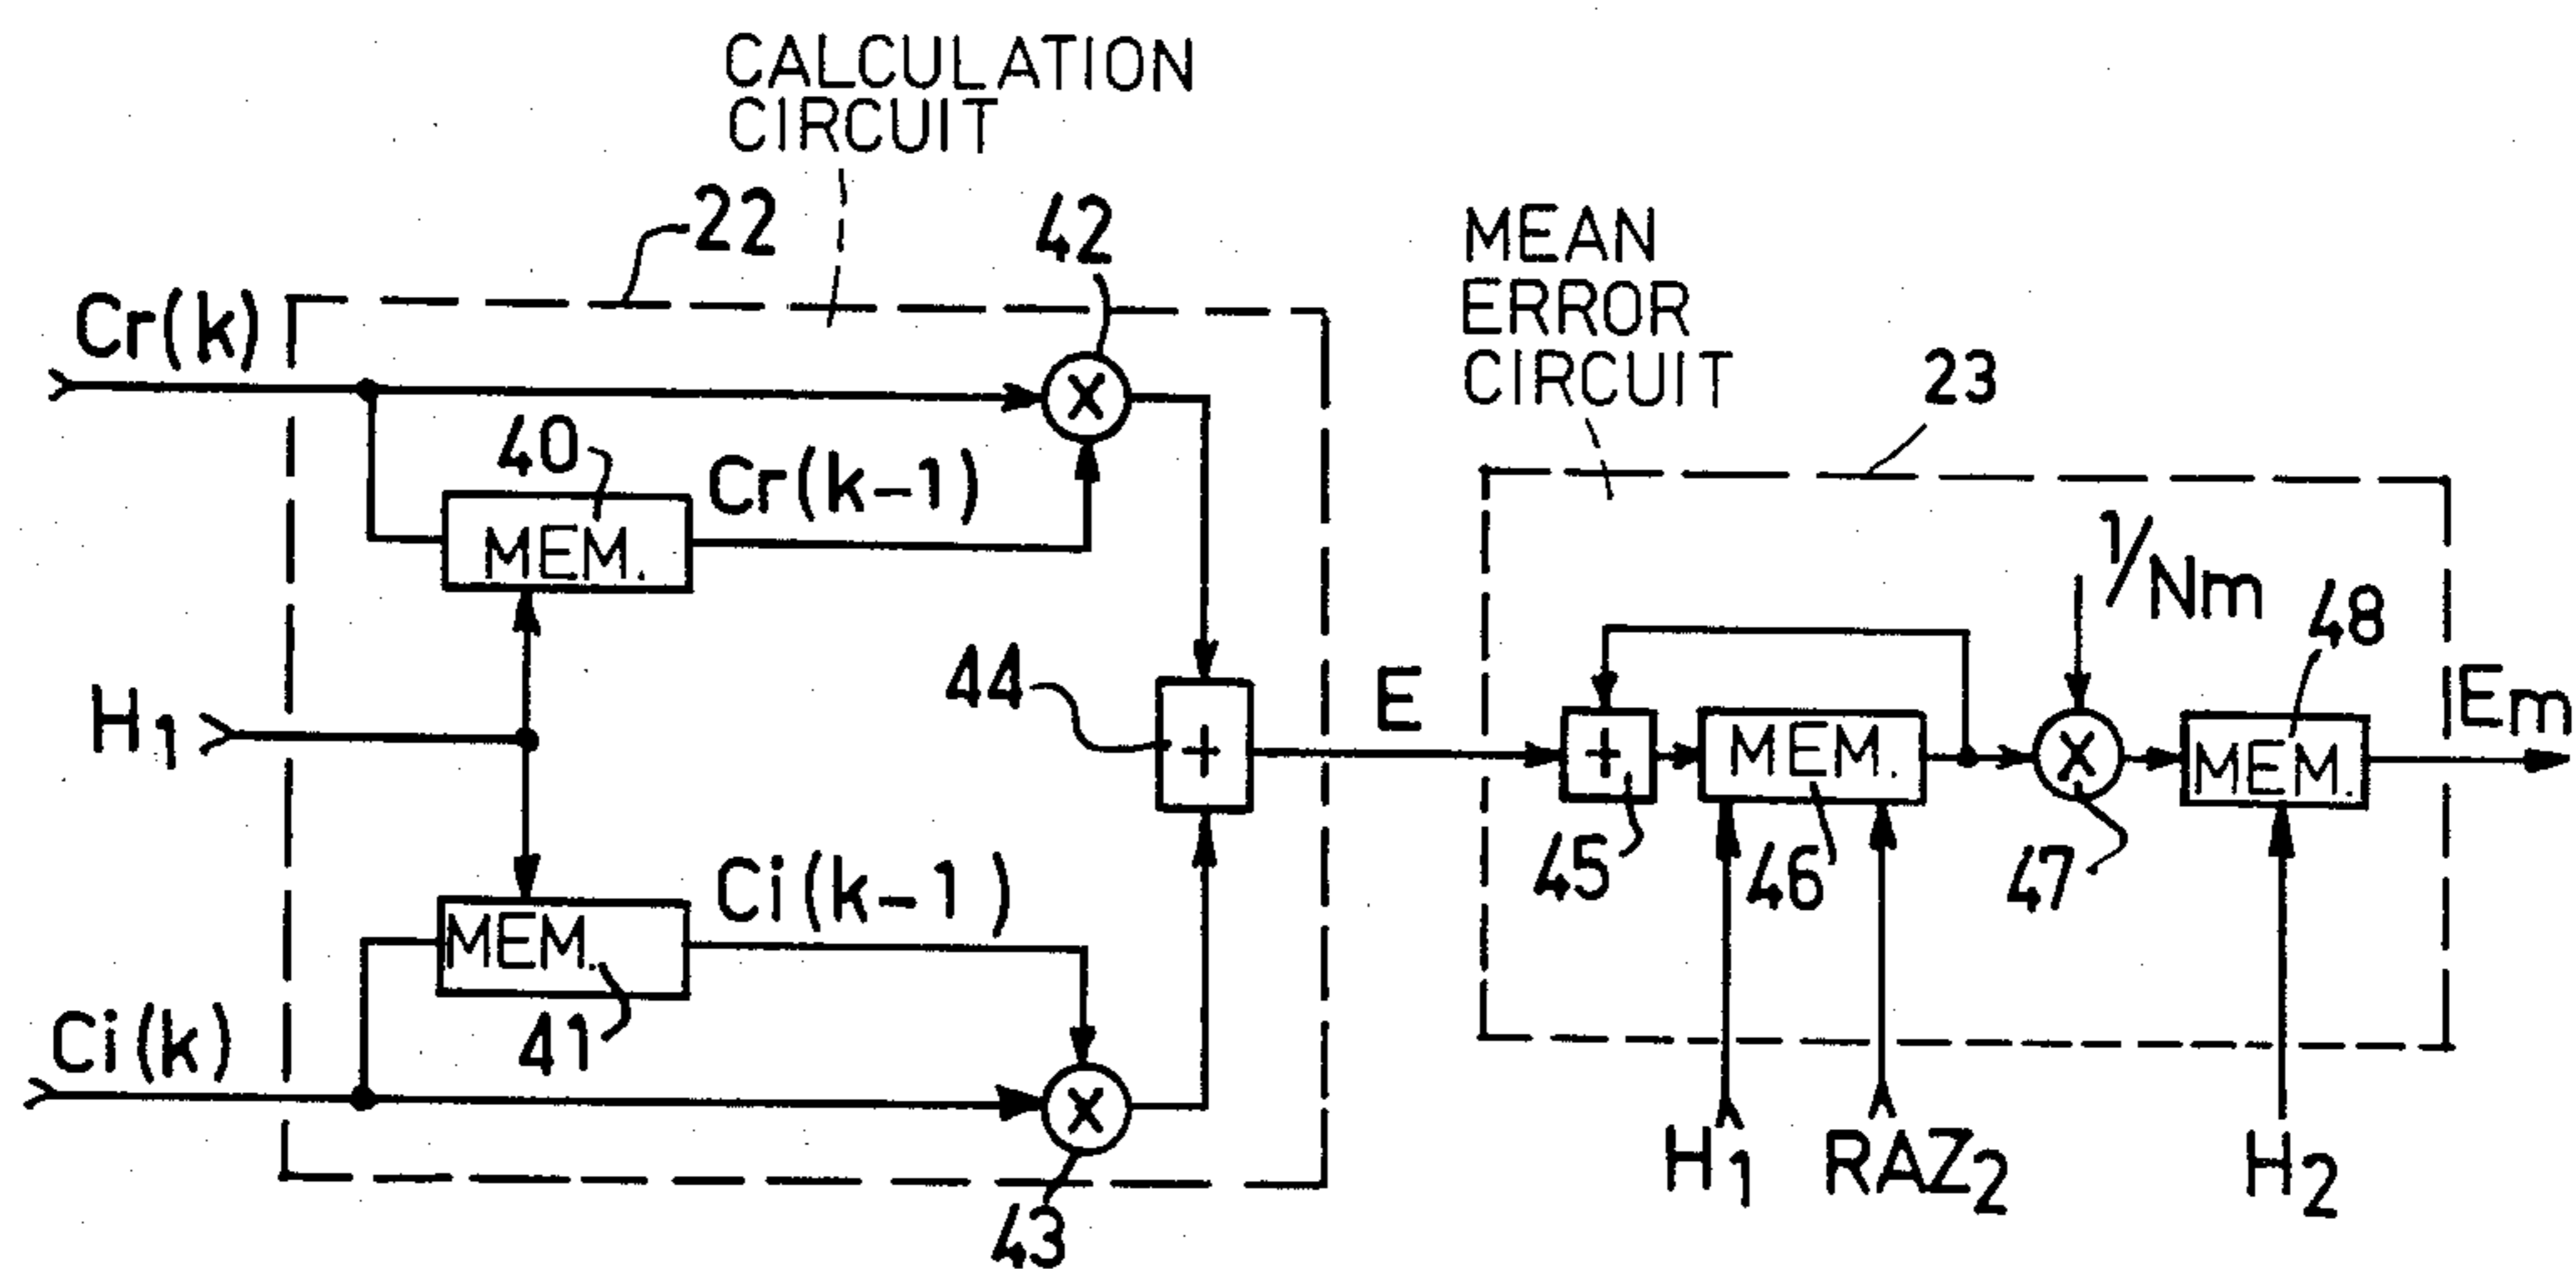 CALCULATION
CIRCUIT
22
42
MEAN
ERROR
CIRCUIT
23
Cr(k)
X
40
Cr(k-1)
MEM.
1/Nm
48
H1
44
+
E
+
MEM.
X
MEM.
Em
45
46
47
Ci(k-1)
MEM.
41
Ci(k)
X
43
H1
RAZ2
H2